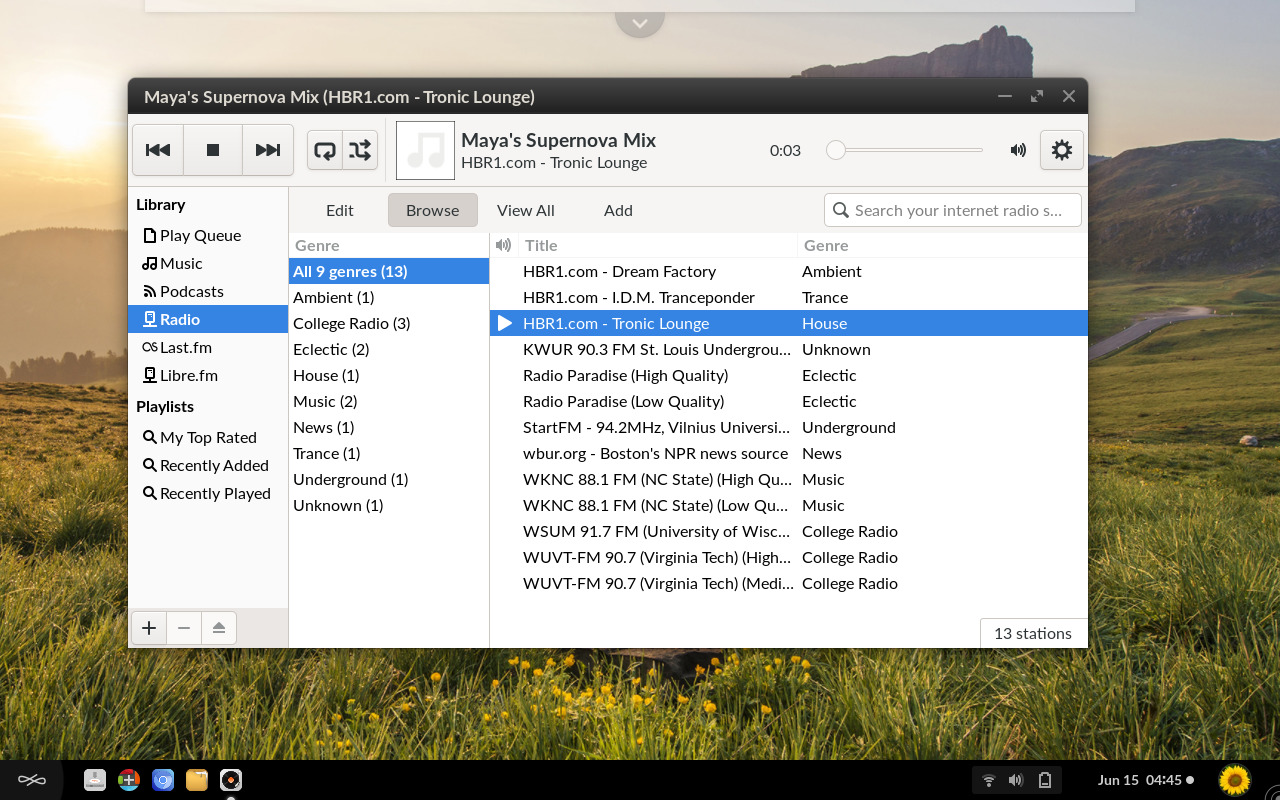 Maya's Supernova Mix (HBR1.com - Tronic Lounge)
Maya's Supernova Mix
HBR1.com - Tronic Lounge
0:03
Library
Play Queue
Music
Podcasts
Radio
Last.fm
Libre.fm
Playlists
My Top Rated
Recently Added
Recently Played
Edit Browse View All Add
Search your internet radio s...
Genre
All 9 genres (13)
Ambient (1)
College Radio (3)
Eclectic (2)
House (1)
Music (2)
News (1)
Trance (1)
Underground (1)
Unknown (1)
Title Genre
HBR1.com - Dream Factory Ambient
HBR1.com - I.D.M. Tranceponder Trance
HBR1.com - Tronic Lounge House
KWUR 90.3 FM St. Louis Undergrou... Unknown
Radio Paradise (High Quality) Eclectic
Radio Paradise (Low Quality) Eclectic
StartFM - 94.2MHz, Vilnius Universi... Underground
wbur.org - Boston's NPR news source News
WKNC 88.1 FM (NC State) (High Qu... Music
WKNC 88.1 FM (NC State) (Low Qu... Music
WSUM 91.7 FM (University of Wisc... College Radio
WUVT-FM 90.7 (Virginia Tech) (High... College Radio
WUVT-FM 90.7 (Virginia Tech) (Medi... College Radio
13 stations
Jun 15 04:45